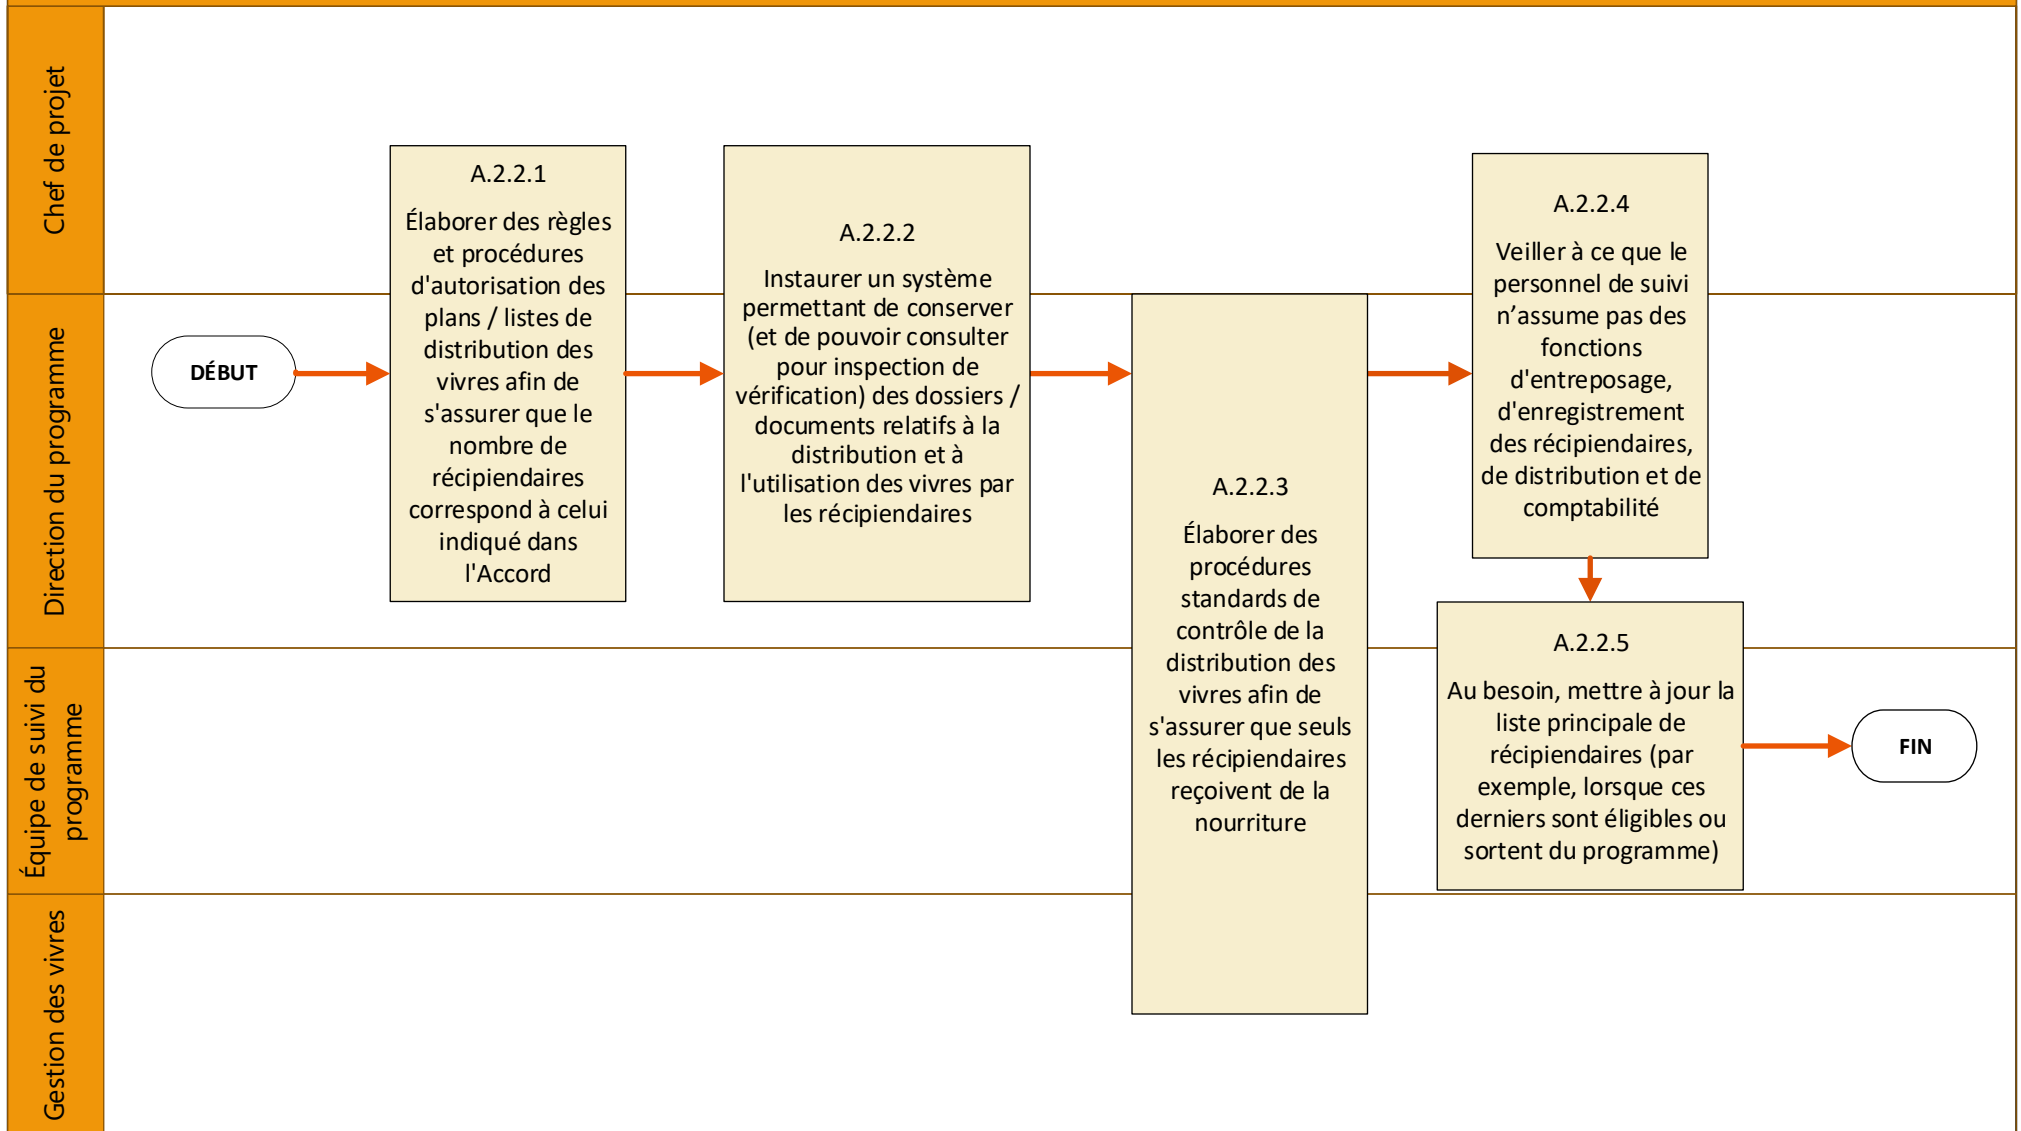 Chef de projet
Direction du programme
Équipe de suivi du
programme
Gestion des vivres
DÉBUT
A.2.2.1
Élaborer des règles
et procédures
d'autorisation des
plans / listes de
distribution des
vivres afin de
s'assurer que le
nombre de
récipiendaires
correspond à celui
indiqué dans
l'Accord
A.2.2.2
Instaurer un système
permettant de conserver
(et de pouvoir consulter
pour inspection de
vérification) des dossiers /
documents relatifs à la
distribution et à
l'utilisation des vivres par
les récipiendaires
A.2.2.3
Élaborer des
procédures
standards de
contrôle de la
distribution des
vivres afin de
s'assurer que seuls
les récipiendaires
reçoivent de la
nourriture
A.2.2.4
Veiller à ce que le
personnel de suivi
n’assume pas des
fonctions
d'entreposage,
d'enregistrement
des récipiendaires,
de distribution et de
comptabilité
A.2.2.5
Au besoin, mettre à jour la
liste principale de
récipiendaires (par
exemple, lorsque ces
derniers sont éligibles ou
sortent du programme)
FIN